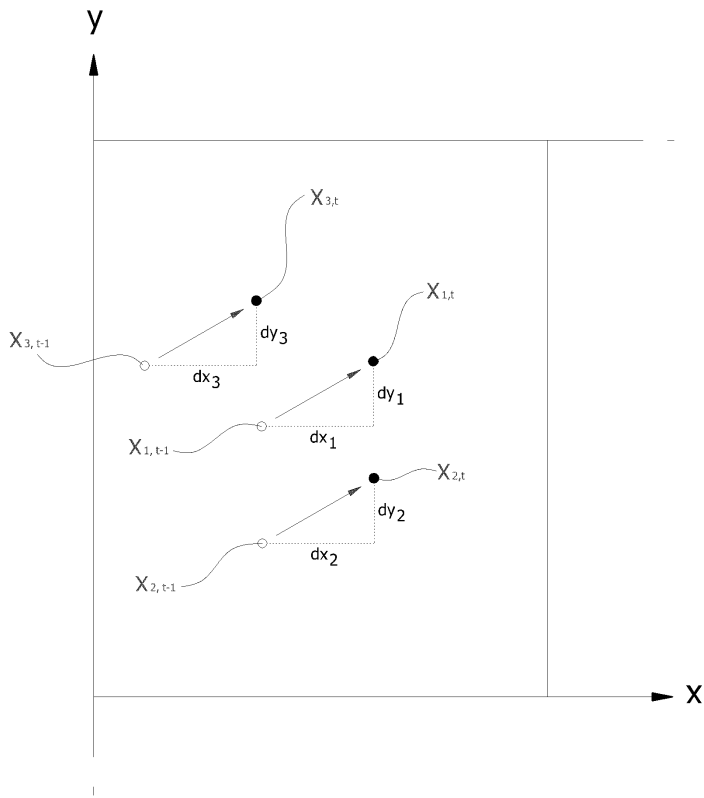 y
X3,t
X1,t
dy3
X3, t-1
dx3
dy1
dx1
X1, t-1
X2,t
dy2
dx2
X2, t-1
x